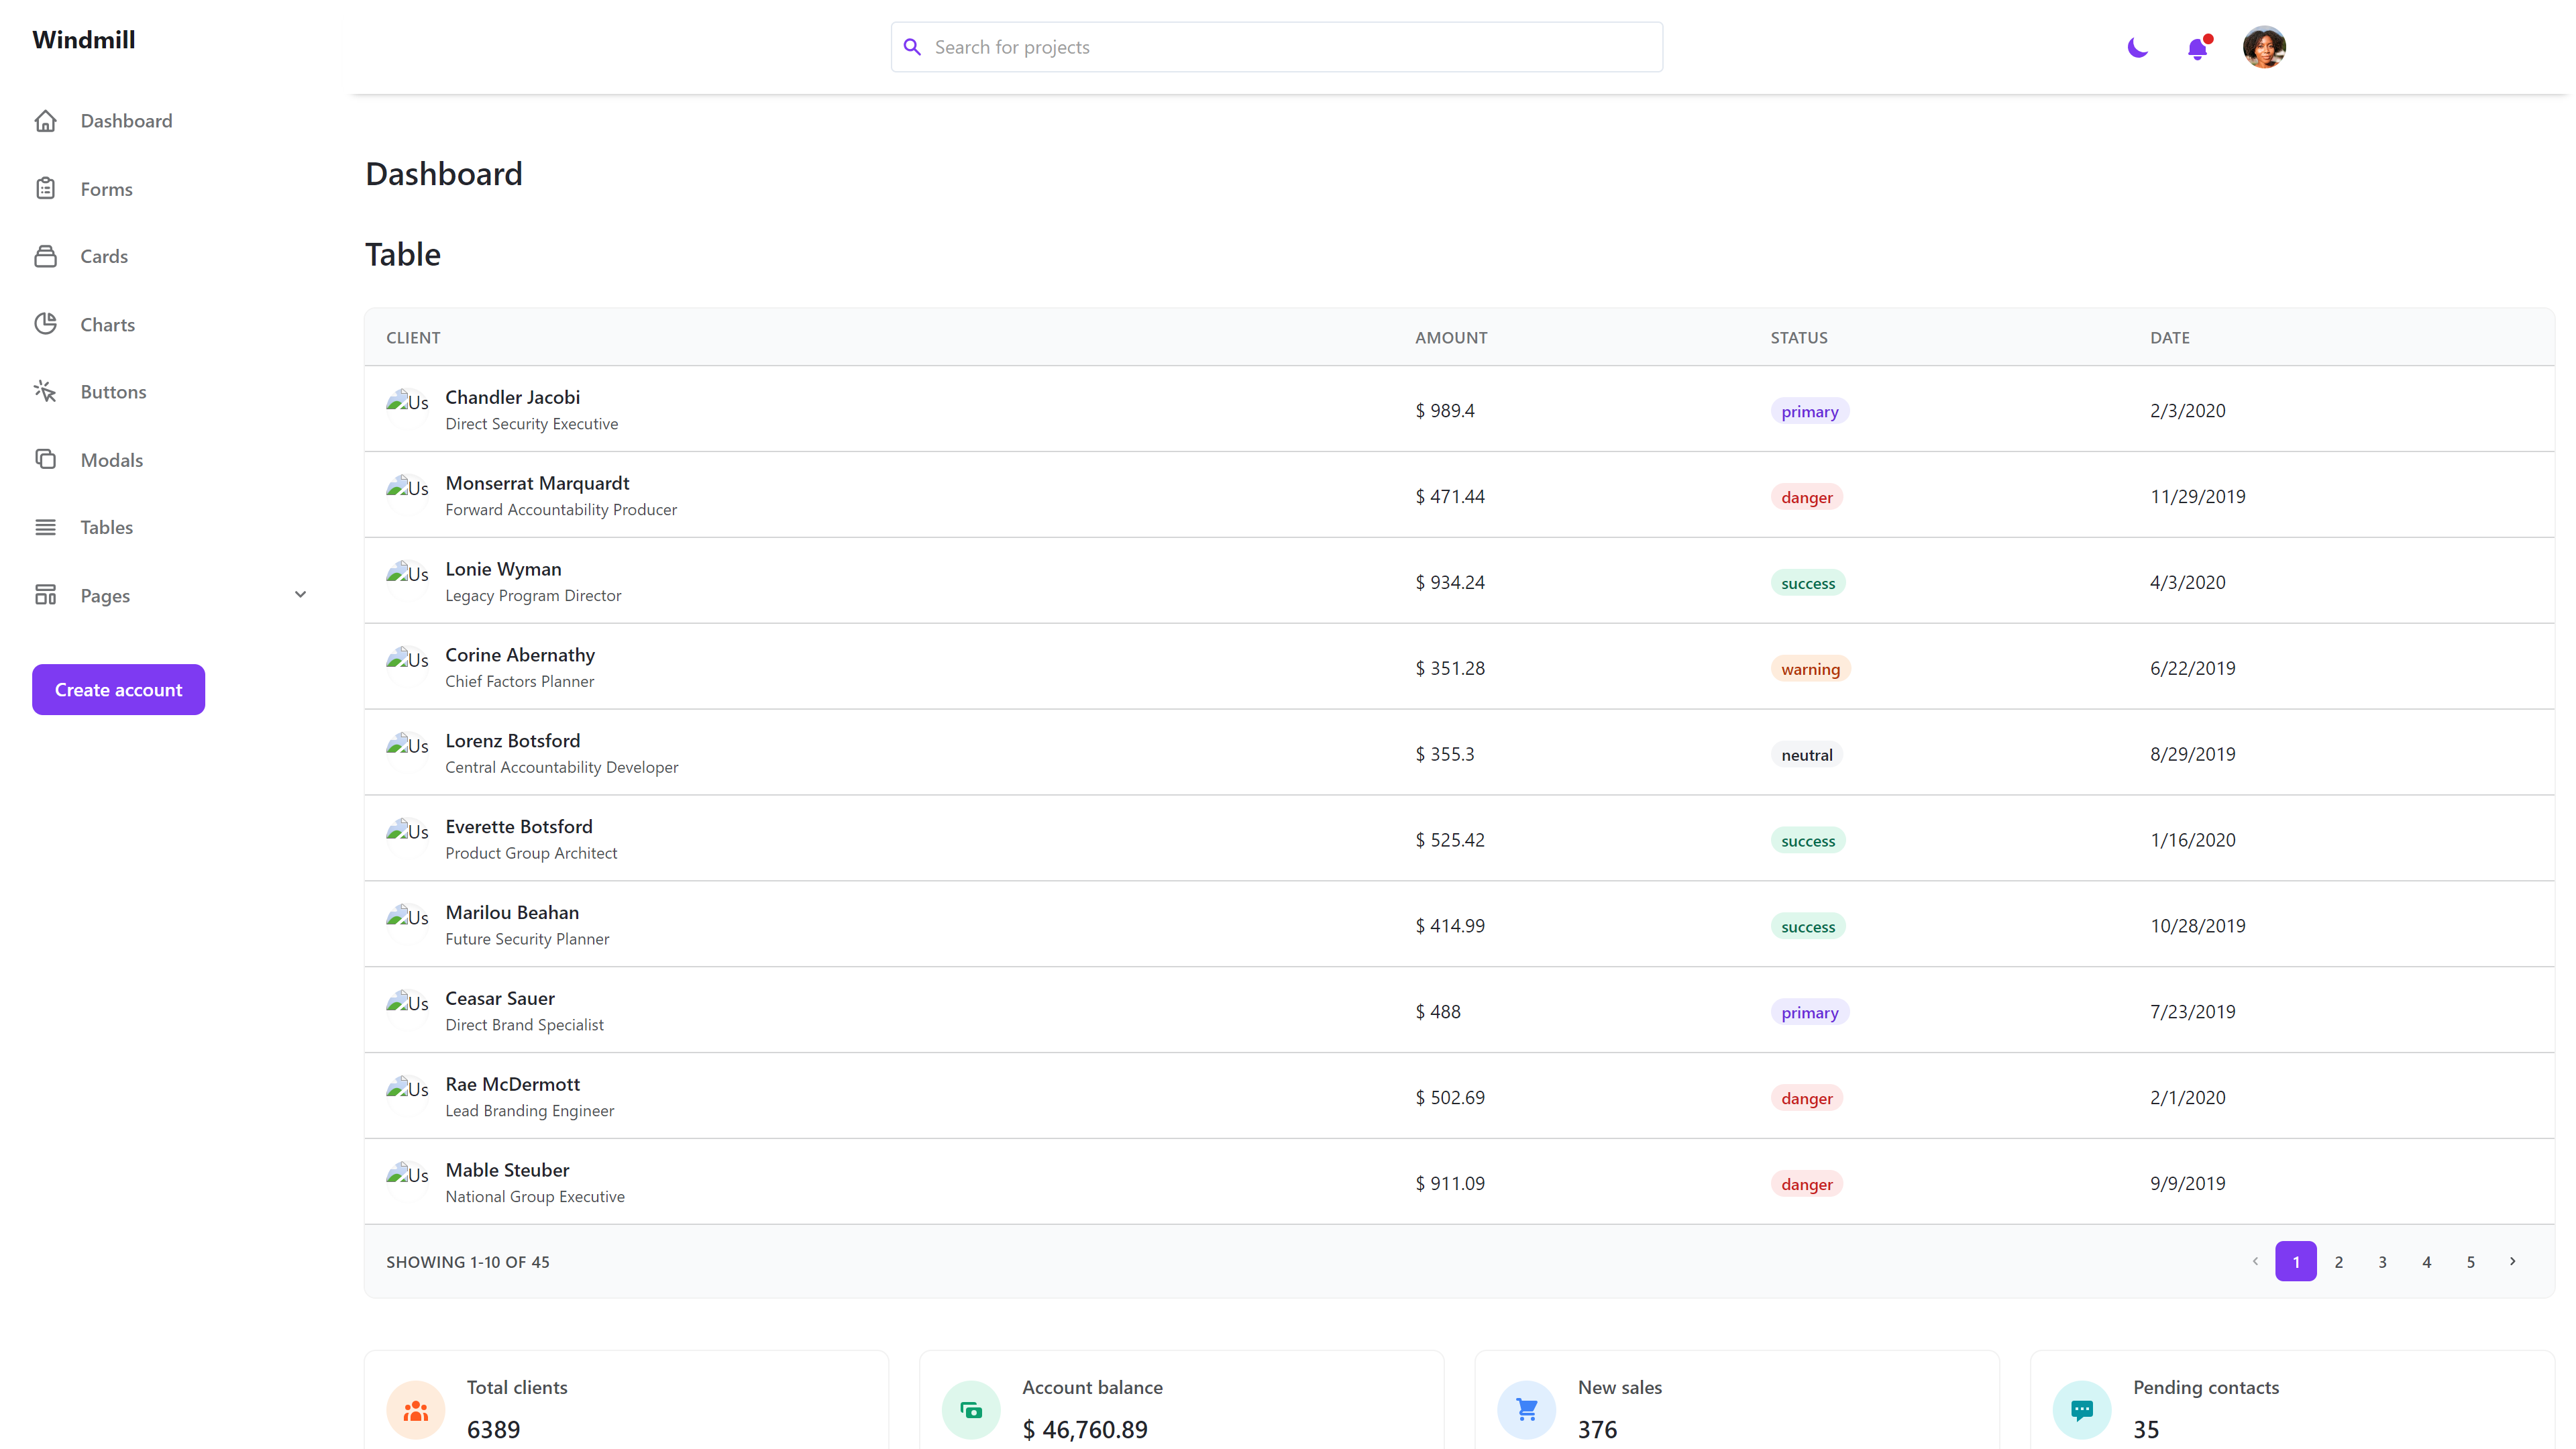 Windmill
Search for projects
Dashboard
Forms
Cards
Charts
Buttons
Modals
Tables
Pages
Create account
Dashboard
Table
CLIENT AMOUNT STATUS DATE
Us Chandler Jacobi
Direct Security Executive
$ 989.4 primary 2/3/2020
Us Monserrat Marquardt
Forward Accountability Producer
$ 471.44 danger 11/29/2019
Us Lonie Wyman
Legacy Program Director
$ 934.24 success 4/3/2020
Us Corine Abernathy
Chief Factors Planner
$ 351.28 warning 6/22/2019
Us Lorenz Botsford
Central Accountability Developer
$ 355.3 neutral 8/29/2019
Us Everette Botsford
Product Group Architect
$ 525.42 success 1/16/2020
Us Marilou Beahan
Future Security Planner
$ 414.99 success 10/28/2019
Us Ceasar Sauer
Direct Brand Specialist
$ 488 primary 7/23/2019
Us Rae McDermott
Lead Branding Engineer
$ 502.69 danger 2/1/2020
Us Mable Steuber
National Group Executive
$ 911.09 danger 9/9/2019
SHOWING 1-10 OF 45 1 2 3 4 5
Total clients
6389
Account balance
$ 46,760.89
New sales
376
Pending contacts
35